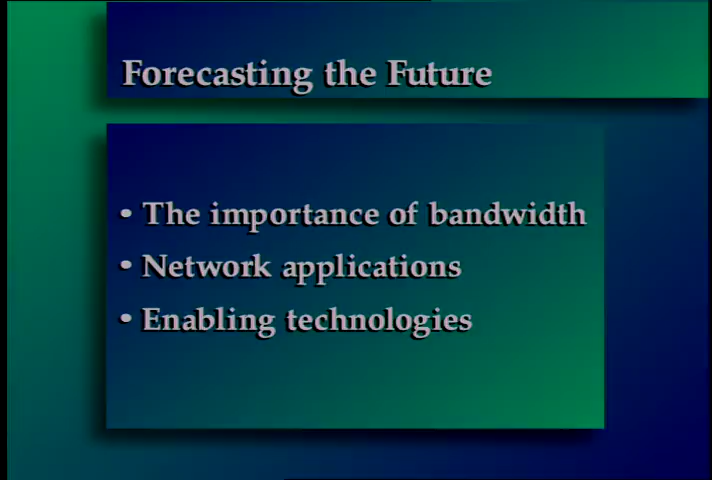 Forecasting the Future
• The importance of bandwidth
• Network applications
• Enabling technologies